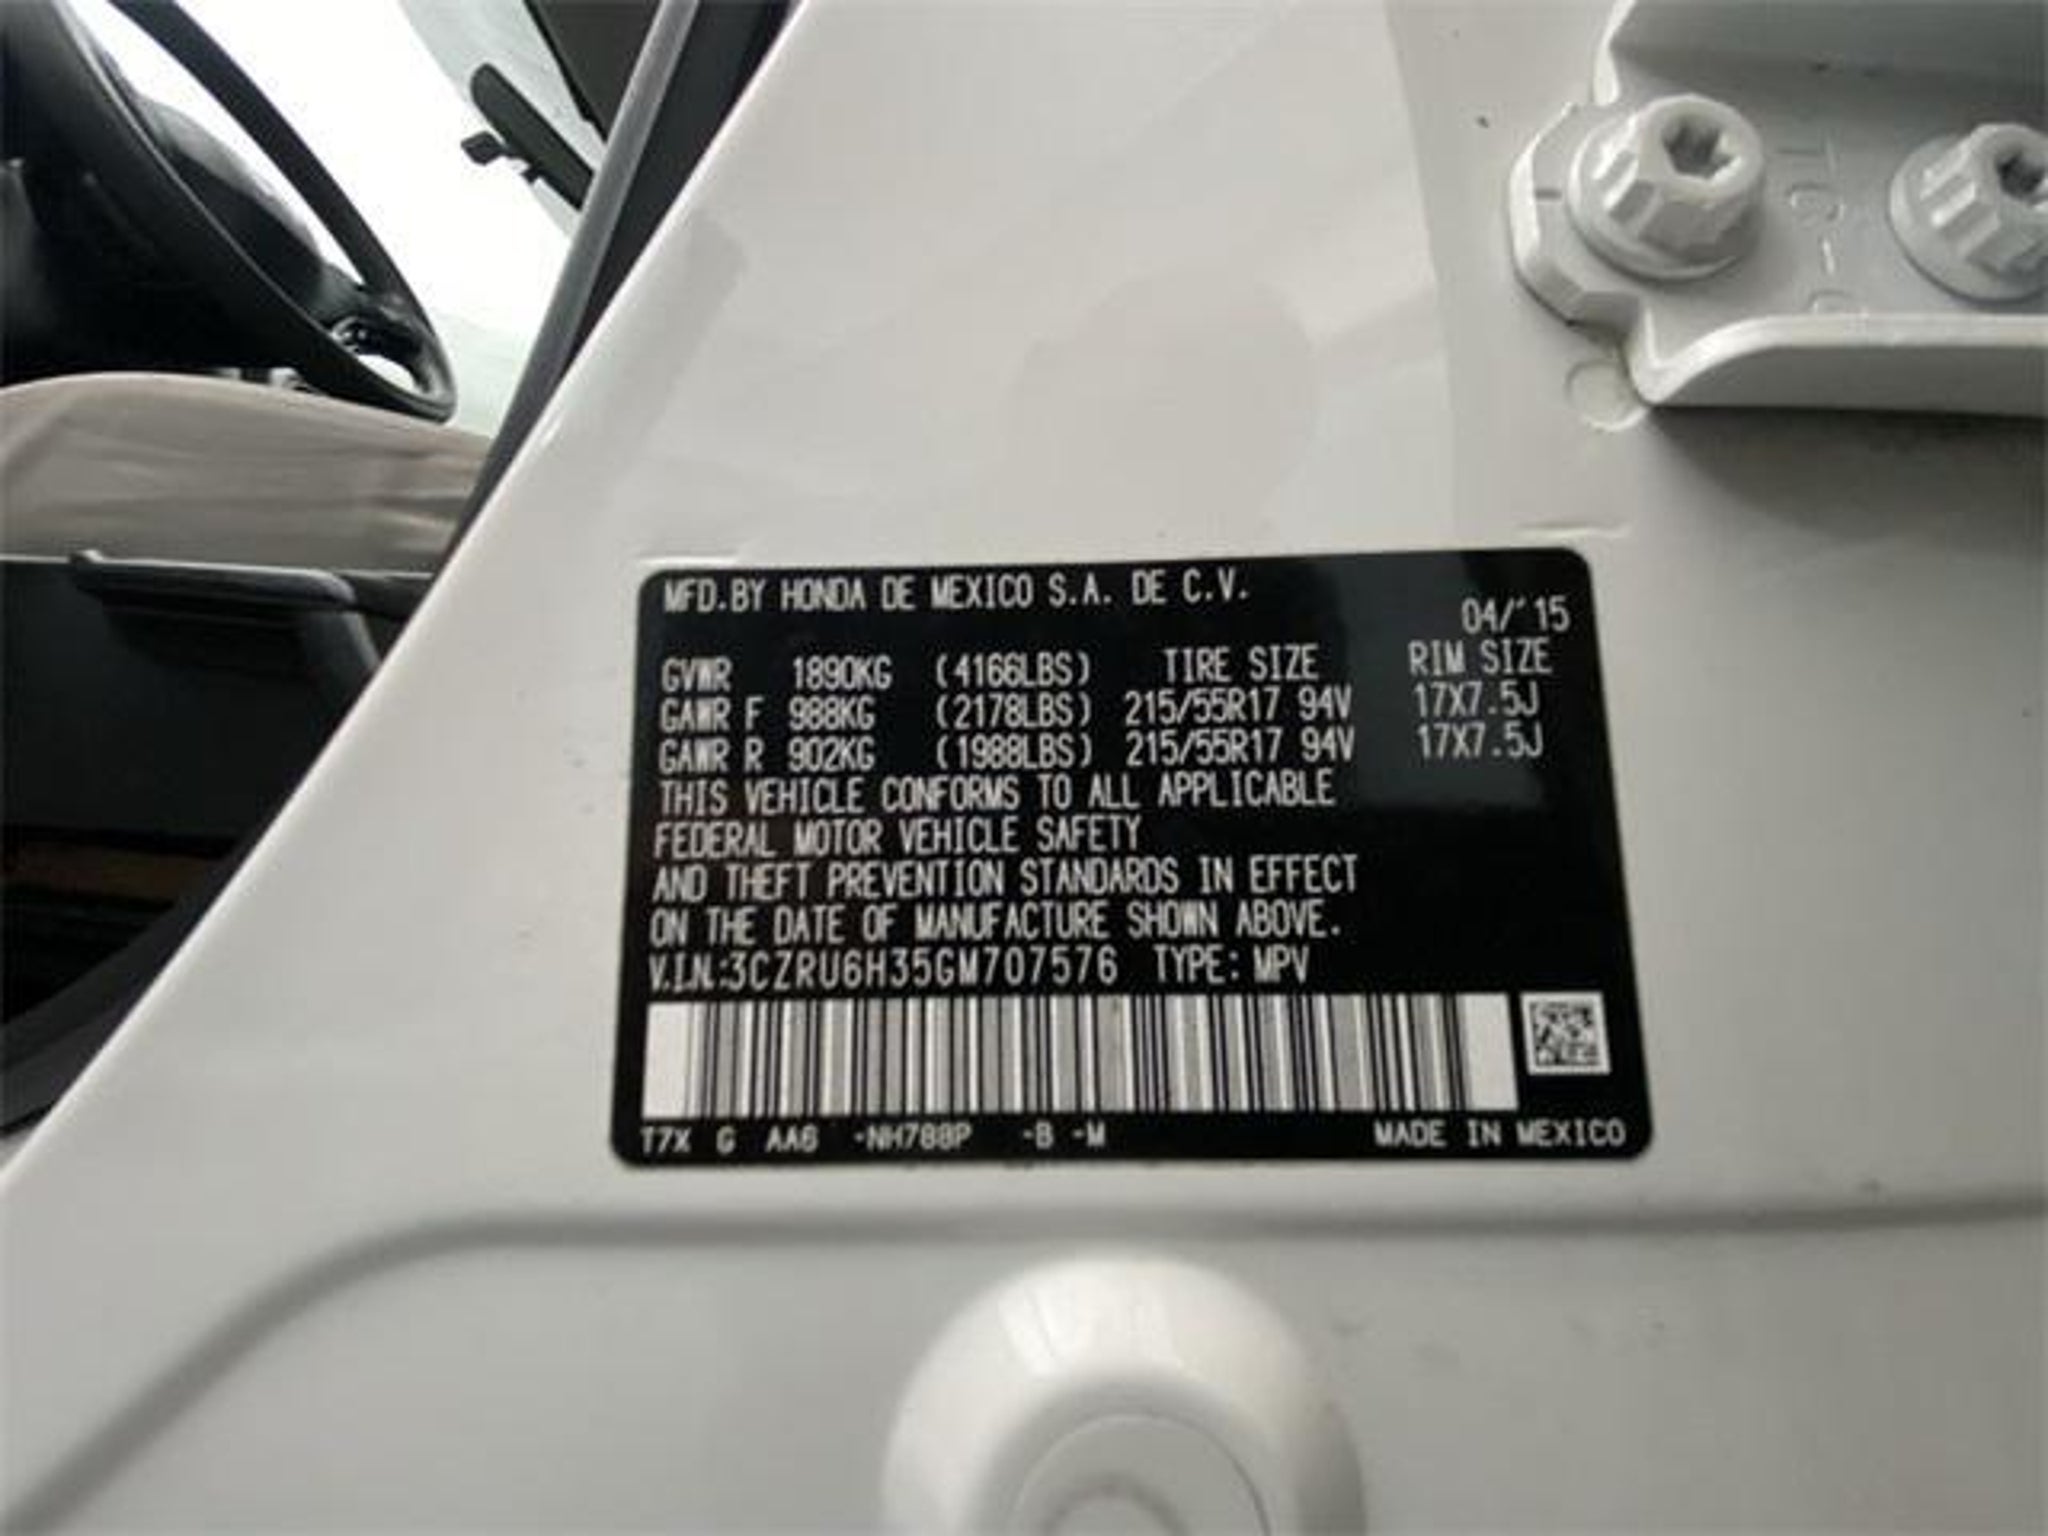 MFD.BY HONDA DE MEXICO S.A. DE C.V.
04/'15
GVWR 1890KG (4166LBS) TIRE SIZE RIM SIZE
GAWR F 988KG (2178LBS) 215/55R17 94V 17X7.5J
GAWR R 902KG (1988LBS) 215/55R17 94V 17X7.5J
THIS VEHICLE CONFORMS TO ALL APPLICABLE
FEDERAL MOTOR VEHICLE SAFETY
AND THEFT PREVENTION STANDARDS IN EFFECT
ON THE DATE OF MANUFACTURE SHOWN ABOVE.
V.I.N.:3CZRU6H35GM707576 TYPE: MPV
T7X G AA6 -NH788P -B -M MADE IN MEXICO